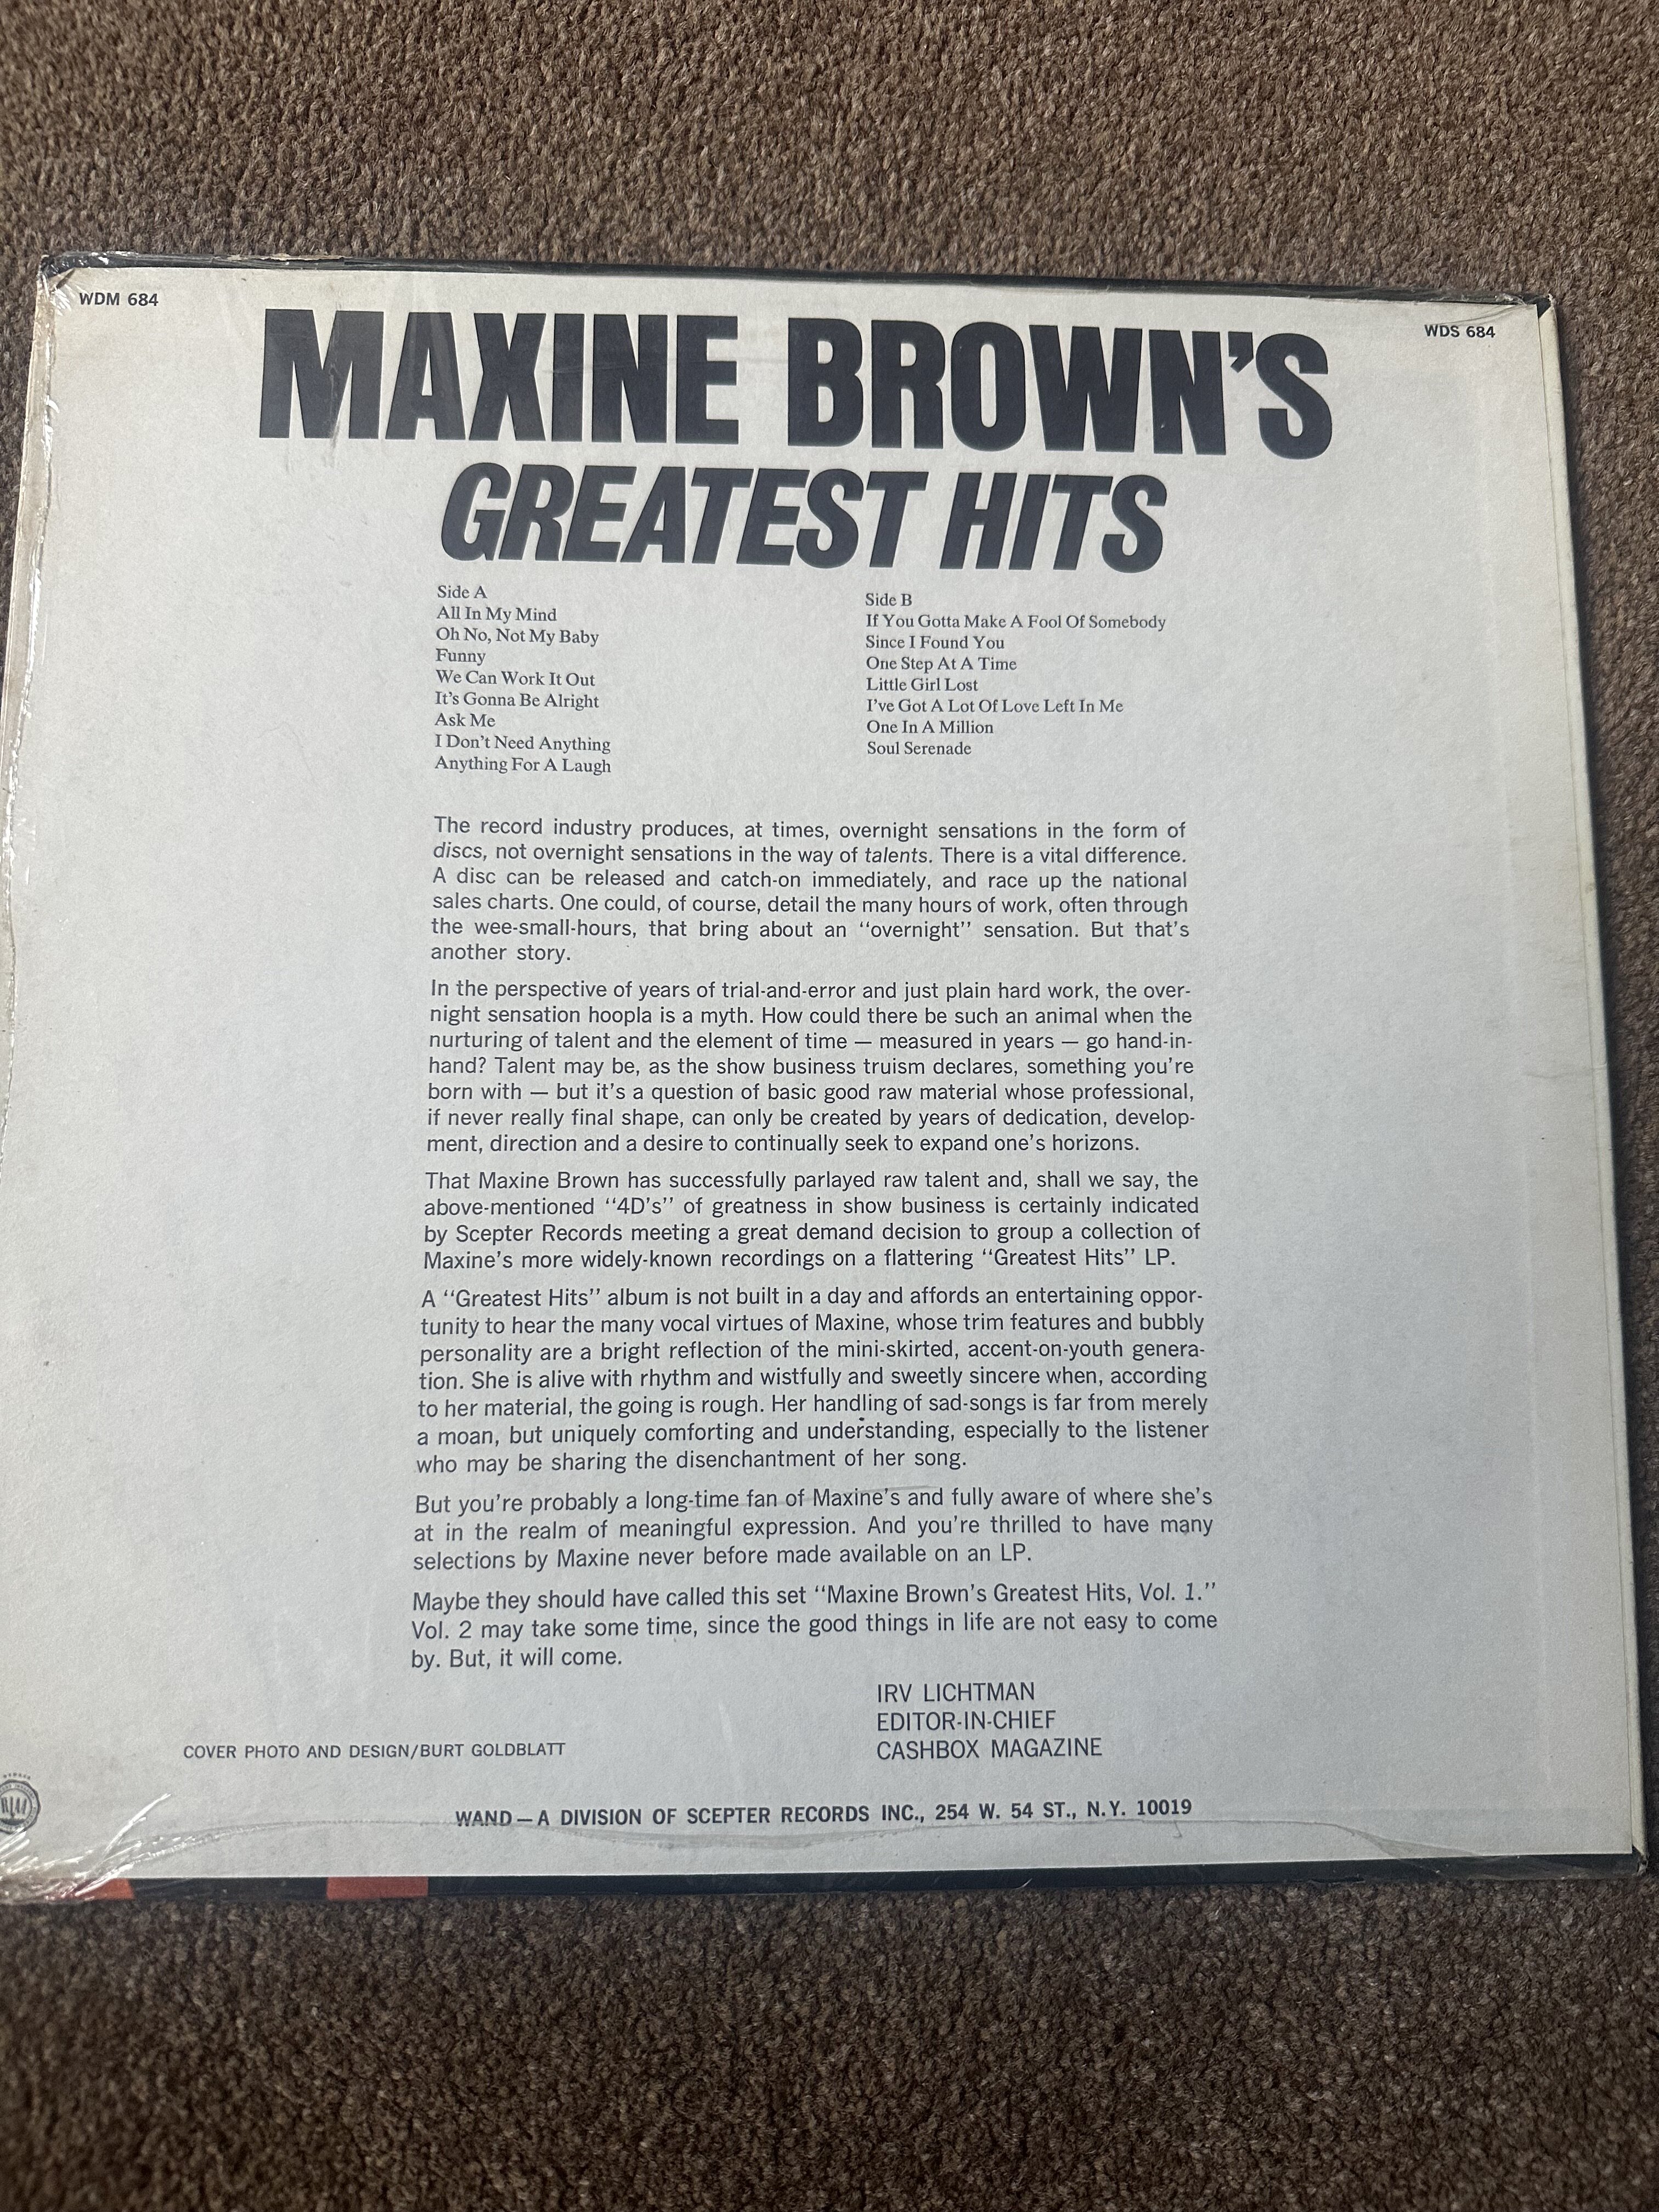 WDM 684
WDS 684
MAXINE BROWN'S
GREATEST HITS
Side A
All In My Mind
Oh No, Not My Baby
Funny
We Can Work It Out
It's Gonna Be Alright
Ask Me
I Don't Need Anything
Anything For A Laugh
Side B
If You Gotta Make A Fool Of Somebody
Since I Found You
One Step At A Time
Little Girl Lost
I've Got A Lot Of Love Left In Me
One In A Million
Soul Serenade
The record industry produces, at times, overnight sensations in the form of
discs, not overnight sensations in the way of talents. There is a vital difference.
A disc can be released and catch-on immediately, and race up the national
sales charts. One could, of course, detail the many hours of work, often through
the wee-small-hours, that bring about an "overnight" sensation. But that's
another story.
In the perspective of years of trial-and-error and just plain hard work, the over-
night sensation hoopla is a myth. How could there be such an animal when the
nurturing of talent and the element of time — measured in years — go hand-in-
hand? Talent may be, as the show business truism declares, something you're
born with — but it's a question of basic good raw material whose professional,
if never really final shape, can only be created by years of dedication, develop-
ment, direction and a desire to continually seek to expand one's horizons.
That Maxine Brown has successfully parlayed raw talent and, shall we say, the
above-mentioned "4D's" of greatness in show business is certainly indicated
by Scepter Records meeting a great demand decision to group a collection of
Maxine's more widely-known recordings on a flattering "Greatest Hits" LP.
A "Greatest Hits" album is not built in a day and affords an entertaining oppor-
tunity to hear the many vocal virtues of Maxine, whose trim features and bubbly
personality are a bright reflection of the mini-skirted, accent-on-youth genera-
tion. She is alive with rhythm and wistfully and sweetly sincere when, according
to her material, the going is rough. Her handling of sad-songs is far from merely
a moan, but uniquely comforting and understanding, especially to the listener
who may be sharing the disenchantment of her song.
But you're probably a long-time fan of Maxine's and fully aware of where she's
at in the realm of meaningful expression. And you're thrilled to have many
selections by Maxine never before made available on an LP.
Maybe they should have called this set "Maxine Brown's Greatest Hits, Vol. 1."
Vol. 2 may take some time, since the good things in life are not easy to come
by. But, it will come.
IRV LICHTMAN
EDITOR-IN-CHIEF
CASHBOX MAGAZINE
COVER PHOTO AND DESIGN/BURT GOLDBLATT
WAND — A DIVISION OF SCEPTER RECORDS INC., 254 W. 54 ST., N.Y. 10019